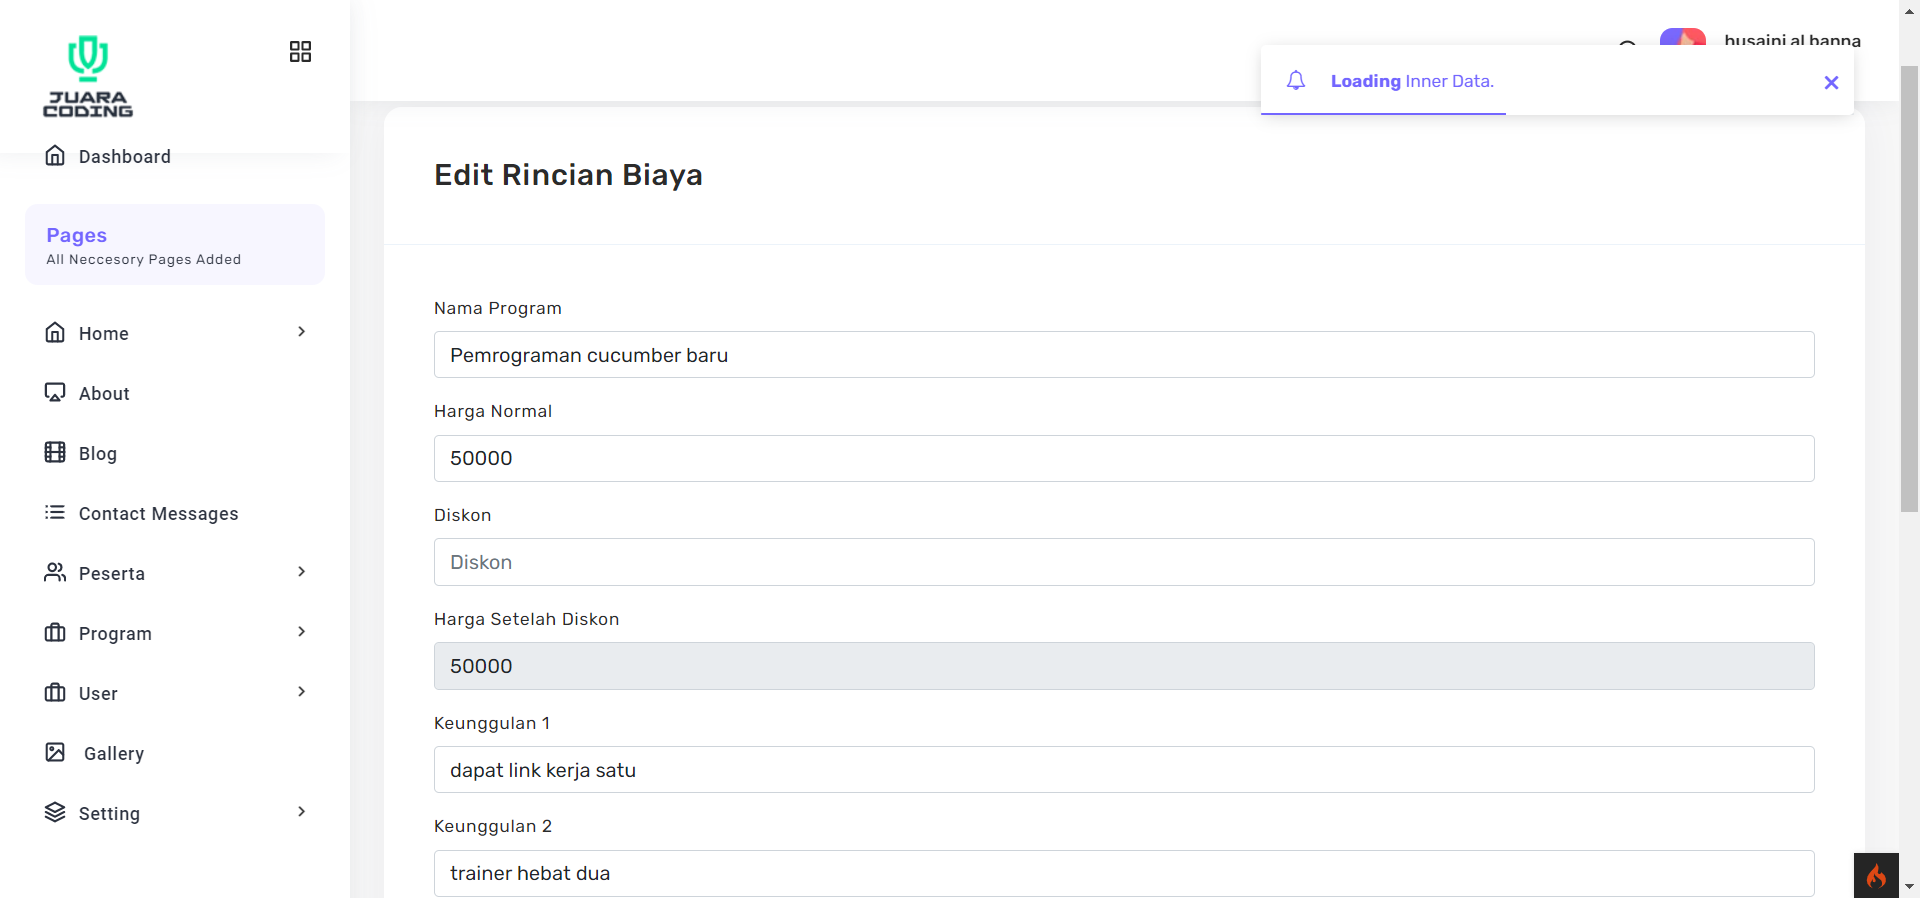 JUARA
CODING
husaini al banna
Loading Inner Data.
Dashboard
Pages
All Neccesory Pages Added
Home
About
Blog
Contact Messages
Peserta
Program
User
Gallery
Setting
Edit Rincian Biaya
Nama Program
Pemrograman cucumber baru
Harga Normal
50000
Diskon
Diskon
Harga Setelah Diskon
50000
Keunggulan 1
dapat link kerja satu
Keunggulan 2
trainer hebat dua